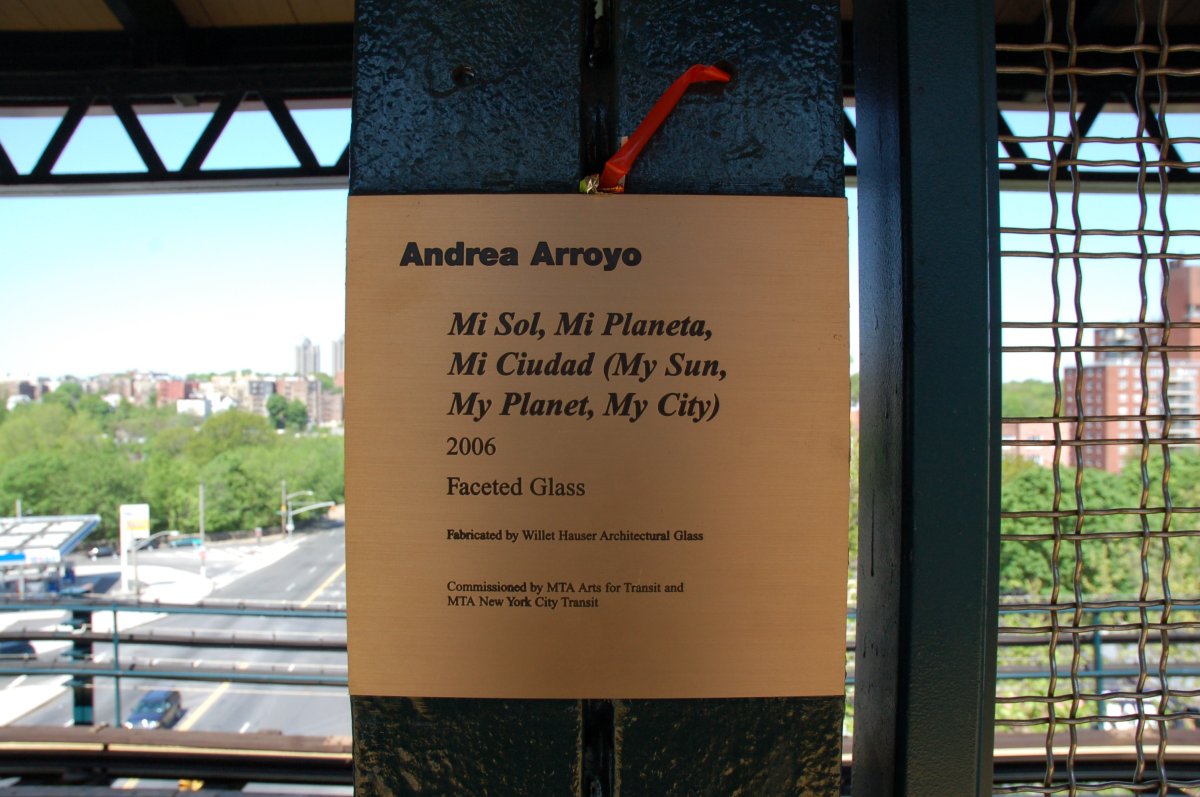 Andrea Arroyo
Mi Sol, Mi Planeta,
Mi Ciudad (My Sun,
My Planet, My City)
2006
Faceted Glass
Fabricated by Willet Hauser Architectural Glass
Commissioned by MTA Arts for Transit and
MTA New York City Transit